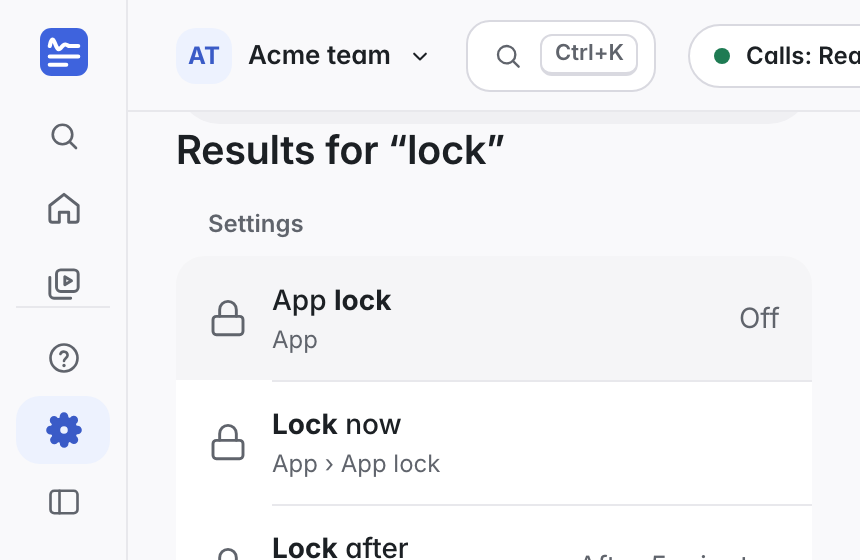 AT Acme team Ctrl+K Calls:
Results for “lock”
Settings
App lock
App
Off
Lock now
App › App lock
Lock after